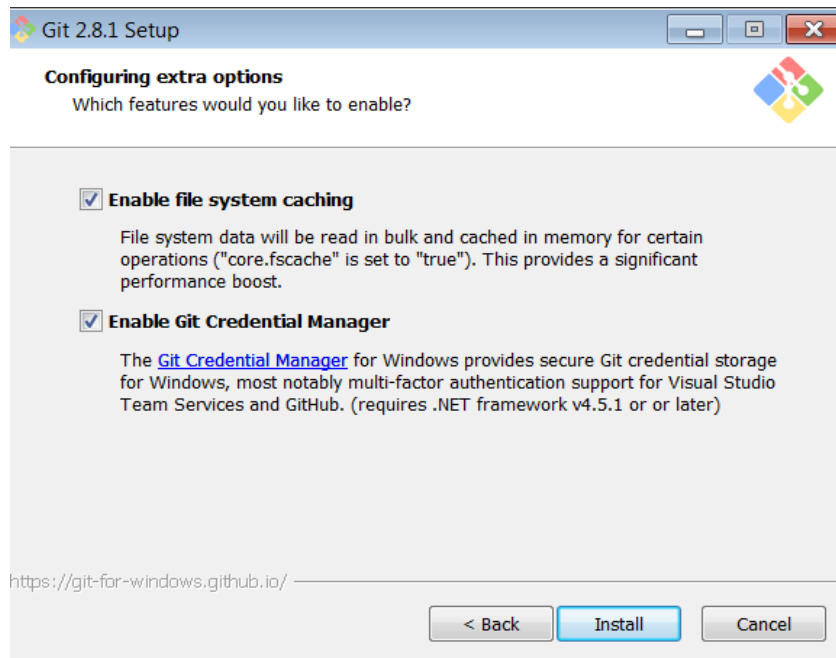 Git 2.8.1 Setup
Configuring extra options
Which features would you like to enable?
Enable file system caching
File system data will be read in bulk and cached in memory for certain
operations ("core.fscache" is set to "true"). This provides a significant
performance boost.
Enable Git Credential Manager
The Git Credential Manager for Windows provides secure Git credential storage
for Windows, most notably multi-factor authentication support for Visual Studio
Team Services and GitHub. (requires .NET framework v4.5.1 or or later)
https://git-for-windows.github.io/
< Back Install Cancel